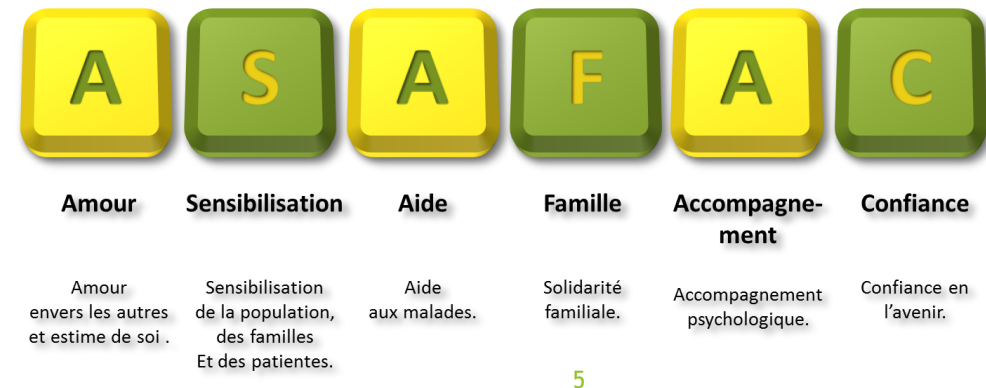 A S A F A C
Amour
Sensibilisation
Aide
Famille
Accompagne-
ment
Confiance
Amour
envers les autres
et estime de soi .
Sensibilisation
de la population,
des familles
Et des patientes.
Aide
aux malades.
Solidarité
familiale.
Accompagnement
psychologique.
Confiance en
l’avenir.
5